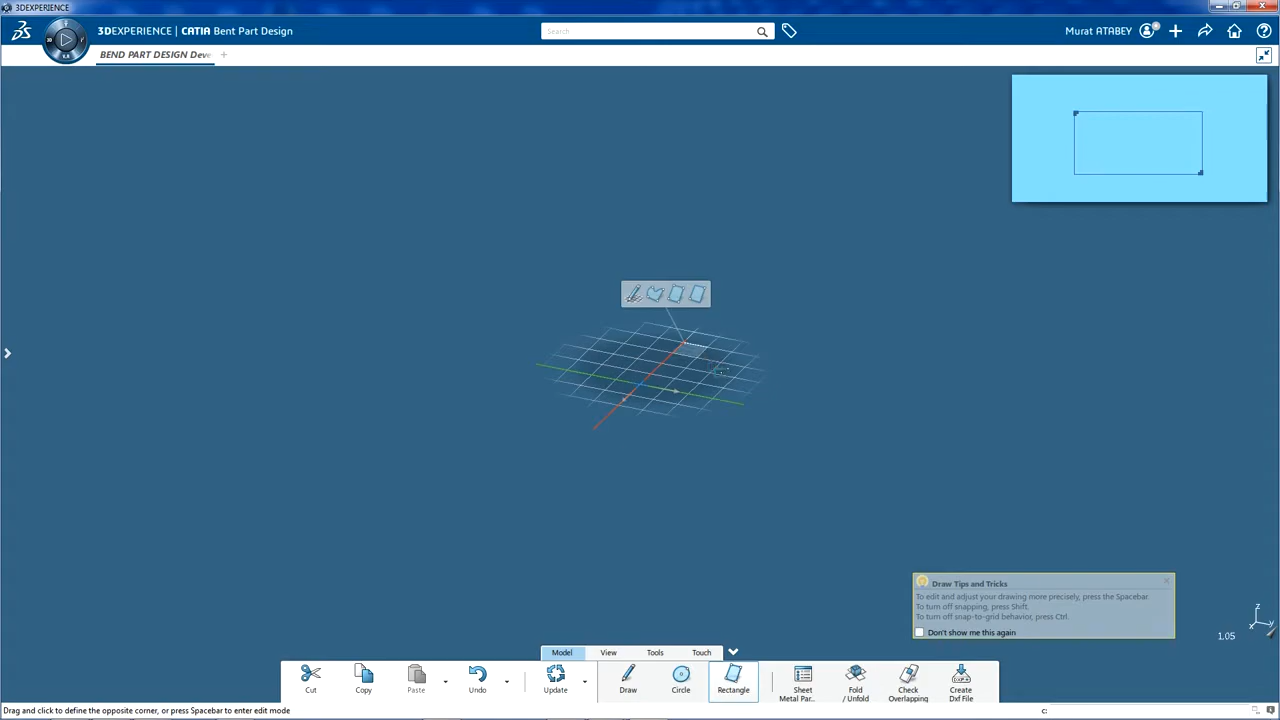 3DEXPERIENCE
3DEXPERIENCE | CATIA Bent Part Design
Search
Murat ATABEY
BEND PART DESIGN Deve
Draw Tips and Tricks
To edit and adjust your drawing more precisely, press the Spacebar.
To turn off snapping, press Shift.
To turn off snap-to-grid behavior, press Ctrl.
Don't show me this again
1.05
z
x
y
Model
View
Tools
Touch
Cut
Copy
Paste
Undo
Update
Draw
Circle
Rectangle
Sheet
Metal Par...
Fold
/ Unfold
Check
Overlapping
Create
Dxf File
Drag and click to define the opposite corner, or press Spacebar to enter edit mode
c: